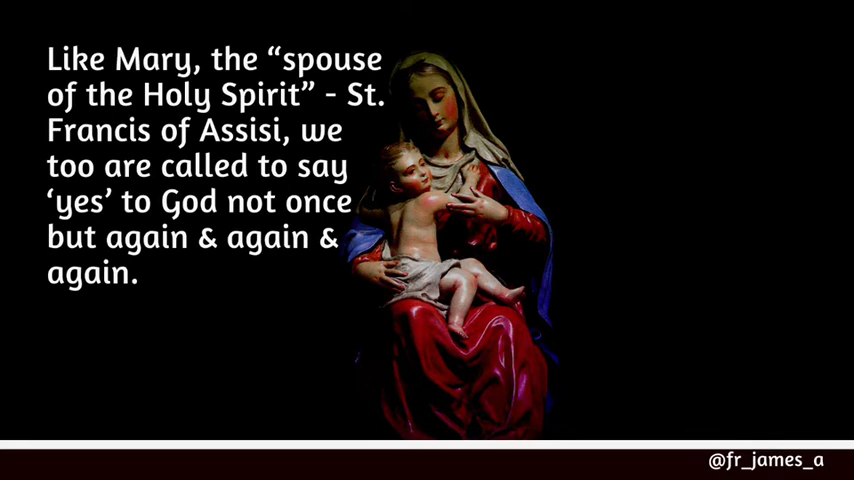 Like Mary, the “spouse
of the Holy Spirit” - St.
Francis of Assisi, we
too are called to say
‘yes’ to God not once
but again & again &
again.
@fr_james_a